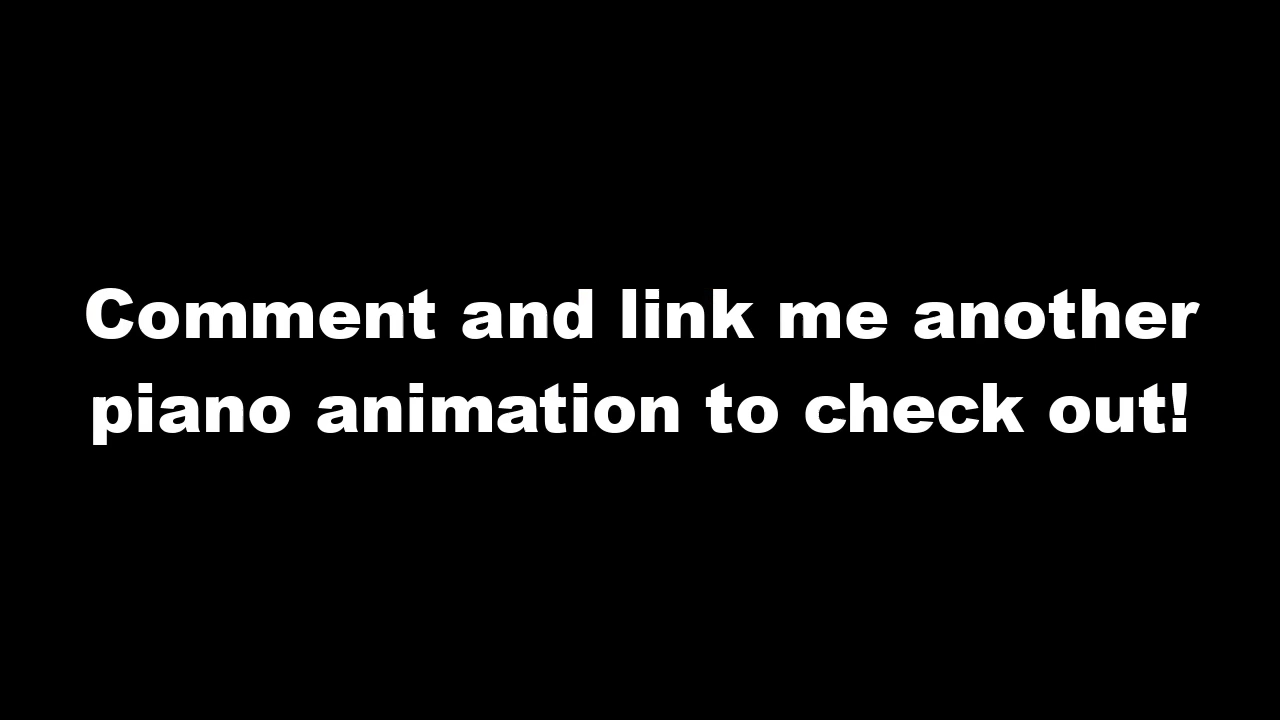 Comment and link me another
piano animation to check out!